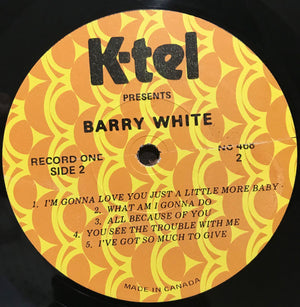 K-tel
PRESENTS
BARRY WHITE
RECORD ONE
SIDE 2
NC 466
2
1. I'M GONNA LOVE YOU JUST A LITTLE MORE BABY
2. WHAT AM I GONNA DO
3. ALL BECAUSE OF YOU
4. YOU SEE THE TROUBLE WITH ME
5. I'VE GOT SO MUCH TO GIVE
MADE IN CANADA